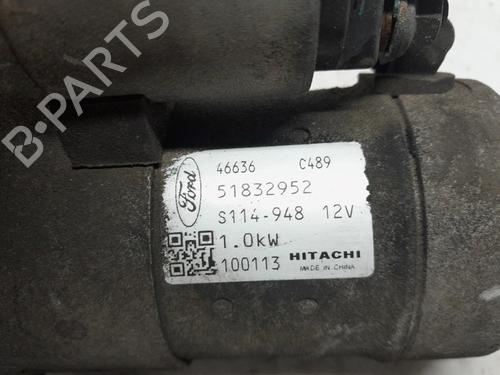 B-PARTS
46636 C489
Ford 51832952
S114-948 12V
1.0kW
100113 HITACHI
MADE IN CHINA